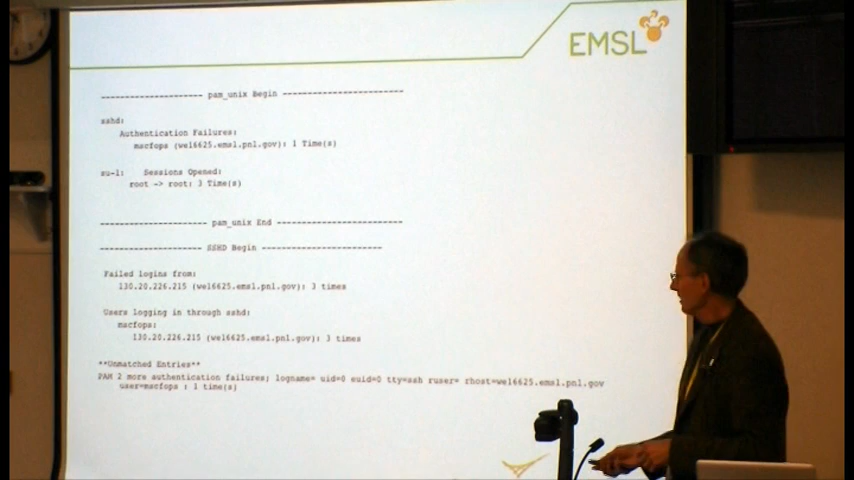 EMSL
-------------------- pam_unix Begin ------------------------
sshd:
Authentication Failures:
mscfops (we16625.emsl.pnl.gov): 1 Time(s)
su-l: Sessions Opened:
root -> root: 3 Time(s)
--------------------- pam_unix End -------------------------
-------------------- SSHD Begin ------------------------
Failed logins from:
130.20.226.215 (we16625.emsl.pnl.gov): 3 times
Users logging in through sshd:
mscfops:
130.20.226.215 (we16625.emsl.pnl.gov): 3 times
**Unmatched Entries**
PAM 2 more authentication failures; logname= uid=0 euid=0 tty=ssh ruser= rhost=we16625.emsl.pnl.gov
user=mscfops : 1 time(s)